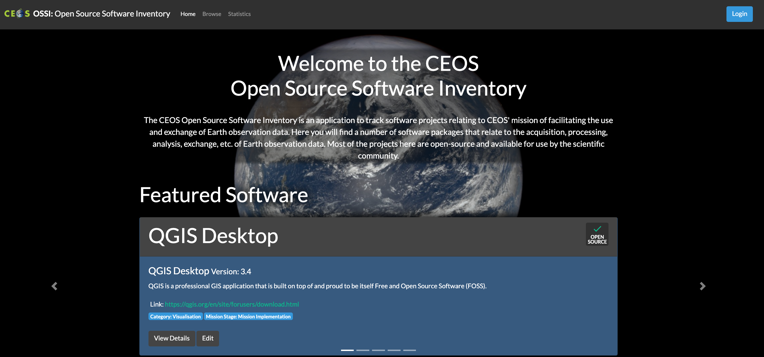 CEOS OSSI: Open Source Software Inventory Home Browse Statistics Login
Welcome to the CEOS
Open Source Software Inventory
The CEOS Open Source Software Inventory is an application to track software projects relating to CEOS' mission of facilitating the use
and exchange of Earth observation data. Here you will find a number of software packages that relate to the acquisition, processing,
analysis, exchange, etc. of Earth observation data. Most of the projects here are open-source and available for use by the scientific
community.
Featured Software
QGIS Desktop
OPEN
SOURCE
QGIS Desktop Version: 3.4
QGIS is a professional GIS application that is built on top of and proud to be itself Free and Open Source Software (FOSS).
Link: https://qgis.org/en/site/forusers/download.html
Category: Visualisation Mission Stage: Mission Implementation
View Details Edit